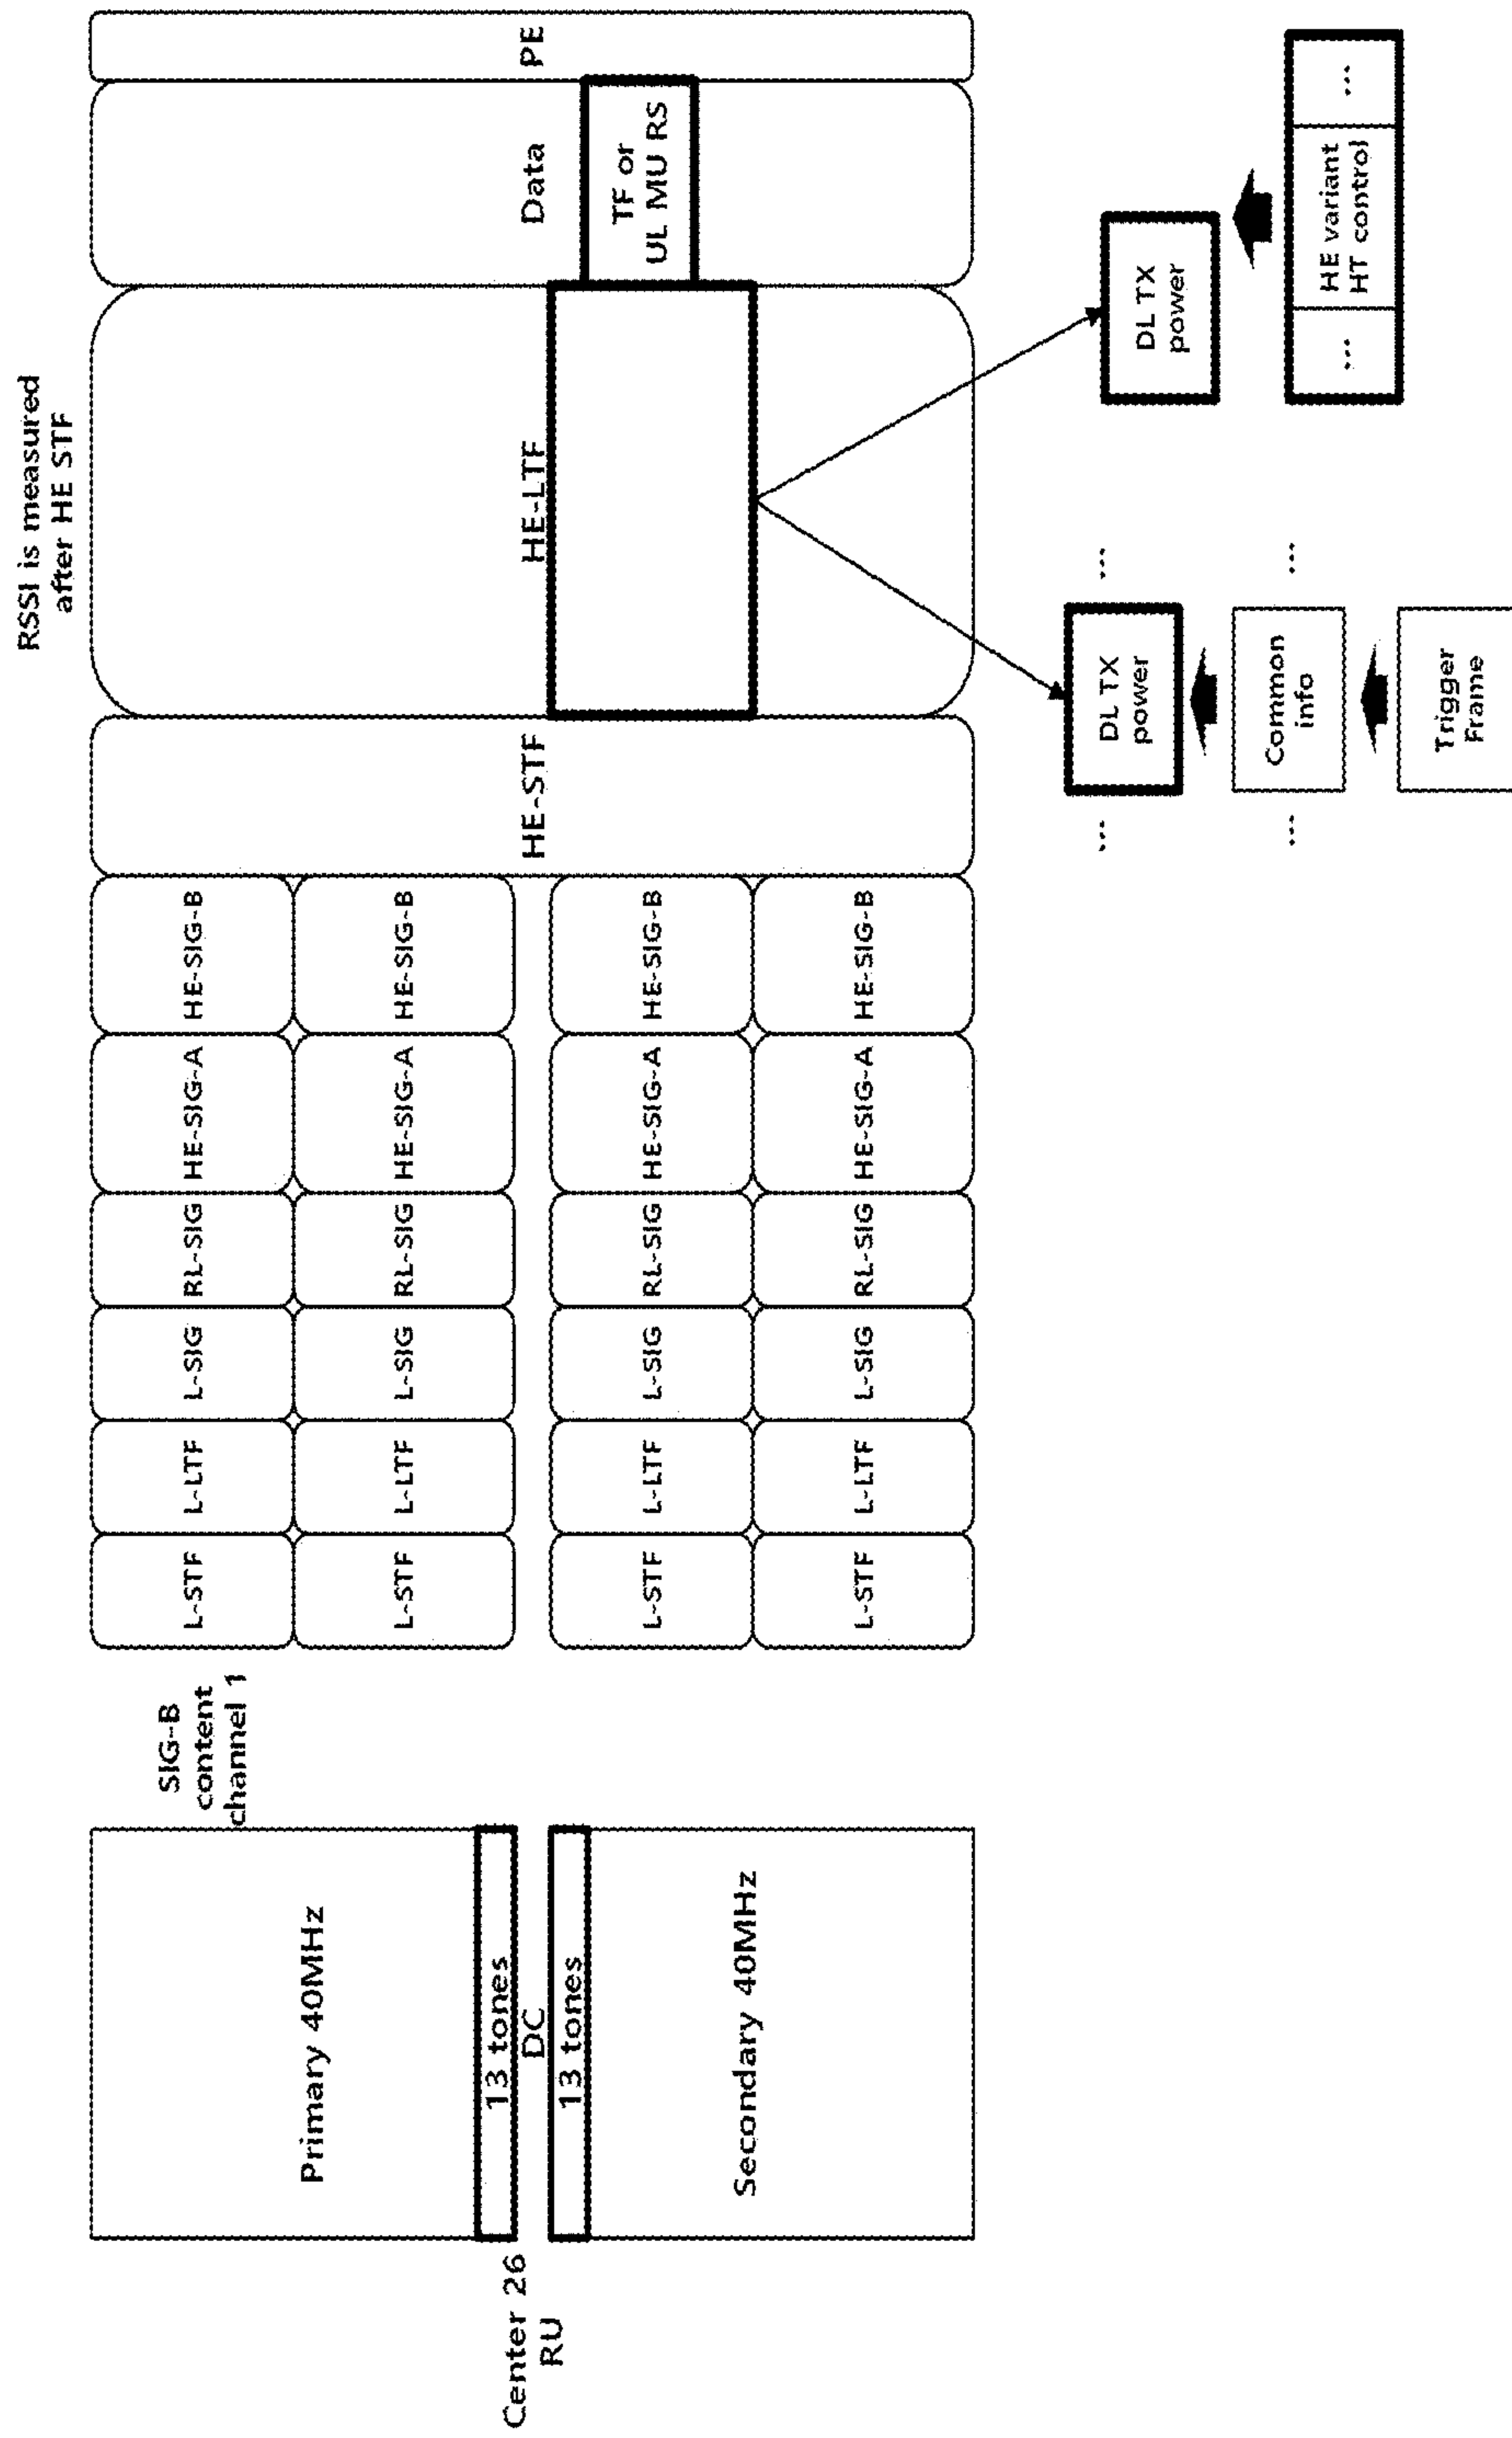 RSSI is measured
after HE STF
SIG-B
content
channel 1
Primary 40MHz
L-STF
L-LTF
L-SIG
RL-SIG
HE-SIG-A
HE-SIG-B
L-STF
L-LTF
L-SIG
RL-SIG
HE-SIG-A
HE-SIG-B
Center 26
RU
13 tones
DC
13 tones
HE-STF
HE-LTF
Data
PE
TF or
UL MU RS
Secondary 40MHz
L-STF
L-LTF
L-SIG
RL-SIG
HE-SIG-A
HE-SIG-B
L-STF
L-LTF
L-SIG
RL-SIG
HE-SIG-A
HE-SIG-B
...
DL TX
power
...
DL TX
power
...
Common
info
...
...
HE variant
HT control
...
Trigger
Frame